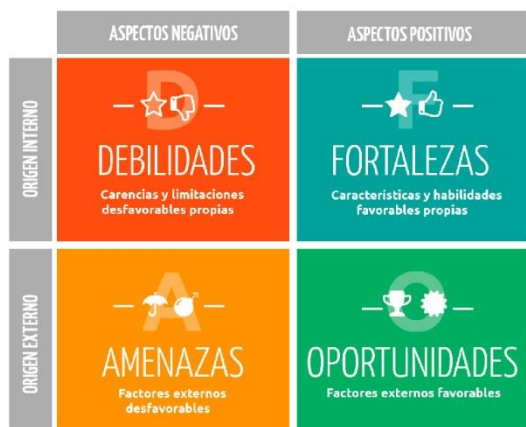 ASPECTOS NEGATIVOS
ASPECTOS POSITIVOS
ORIGEN INTERNO
D
DEBILIDADES
Carencias y limitaciones
desfavorables propias
F
FORTALEZAS
Características y habilidades
favorables propias
ORIGEN EXTERNO
A
AMENAZAS
Factores externos
desfavorables
O
OPORTUNIDADES
Factores externos favorables